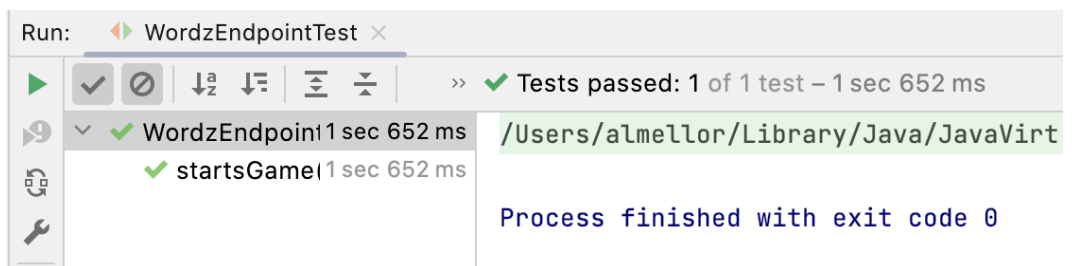 Run: WordzEndpointTest
Tests passed: 1 of 1 test – 1 sec 652 ms
WordzEndpoint 1 sec 652 ms
startsGame( 1 sec 652 ms
/Users/almellor/Library/Java/JavaVirt
Process finished with exit code 0